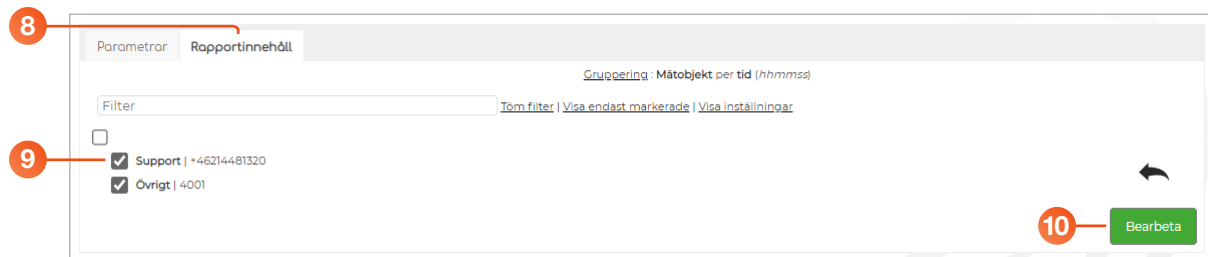 8
Parametrar Rapportinnehåll
Gruppering : Mätobjekt per tid (hhmmss)
Filter Töm filter | Visa endast markerade | Visa inställningar
9 Support | +46214481320
Övrigt | 4001
10 Bearbeta